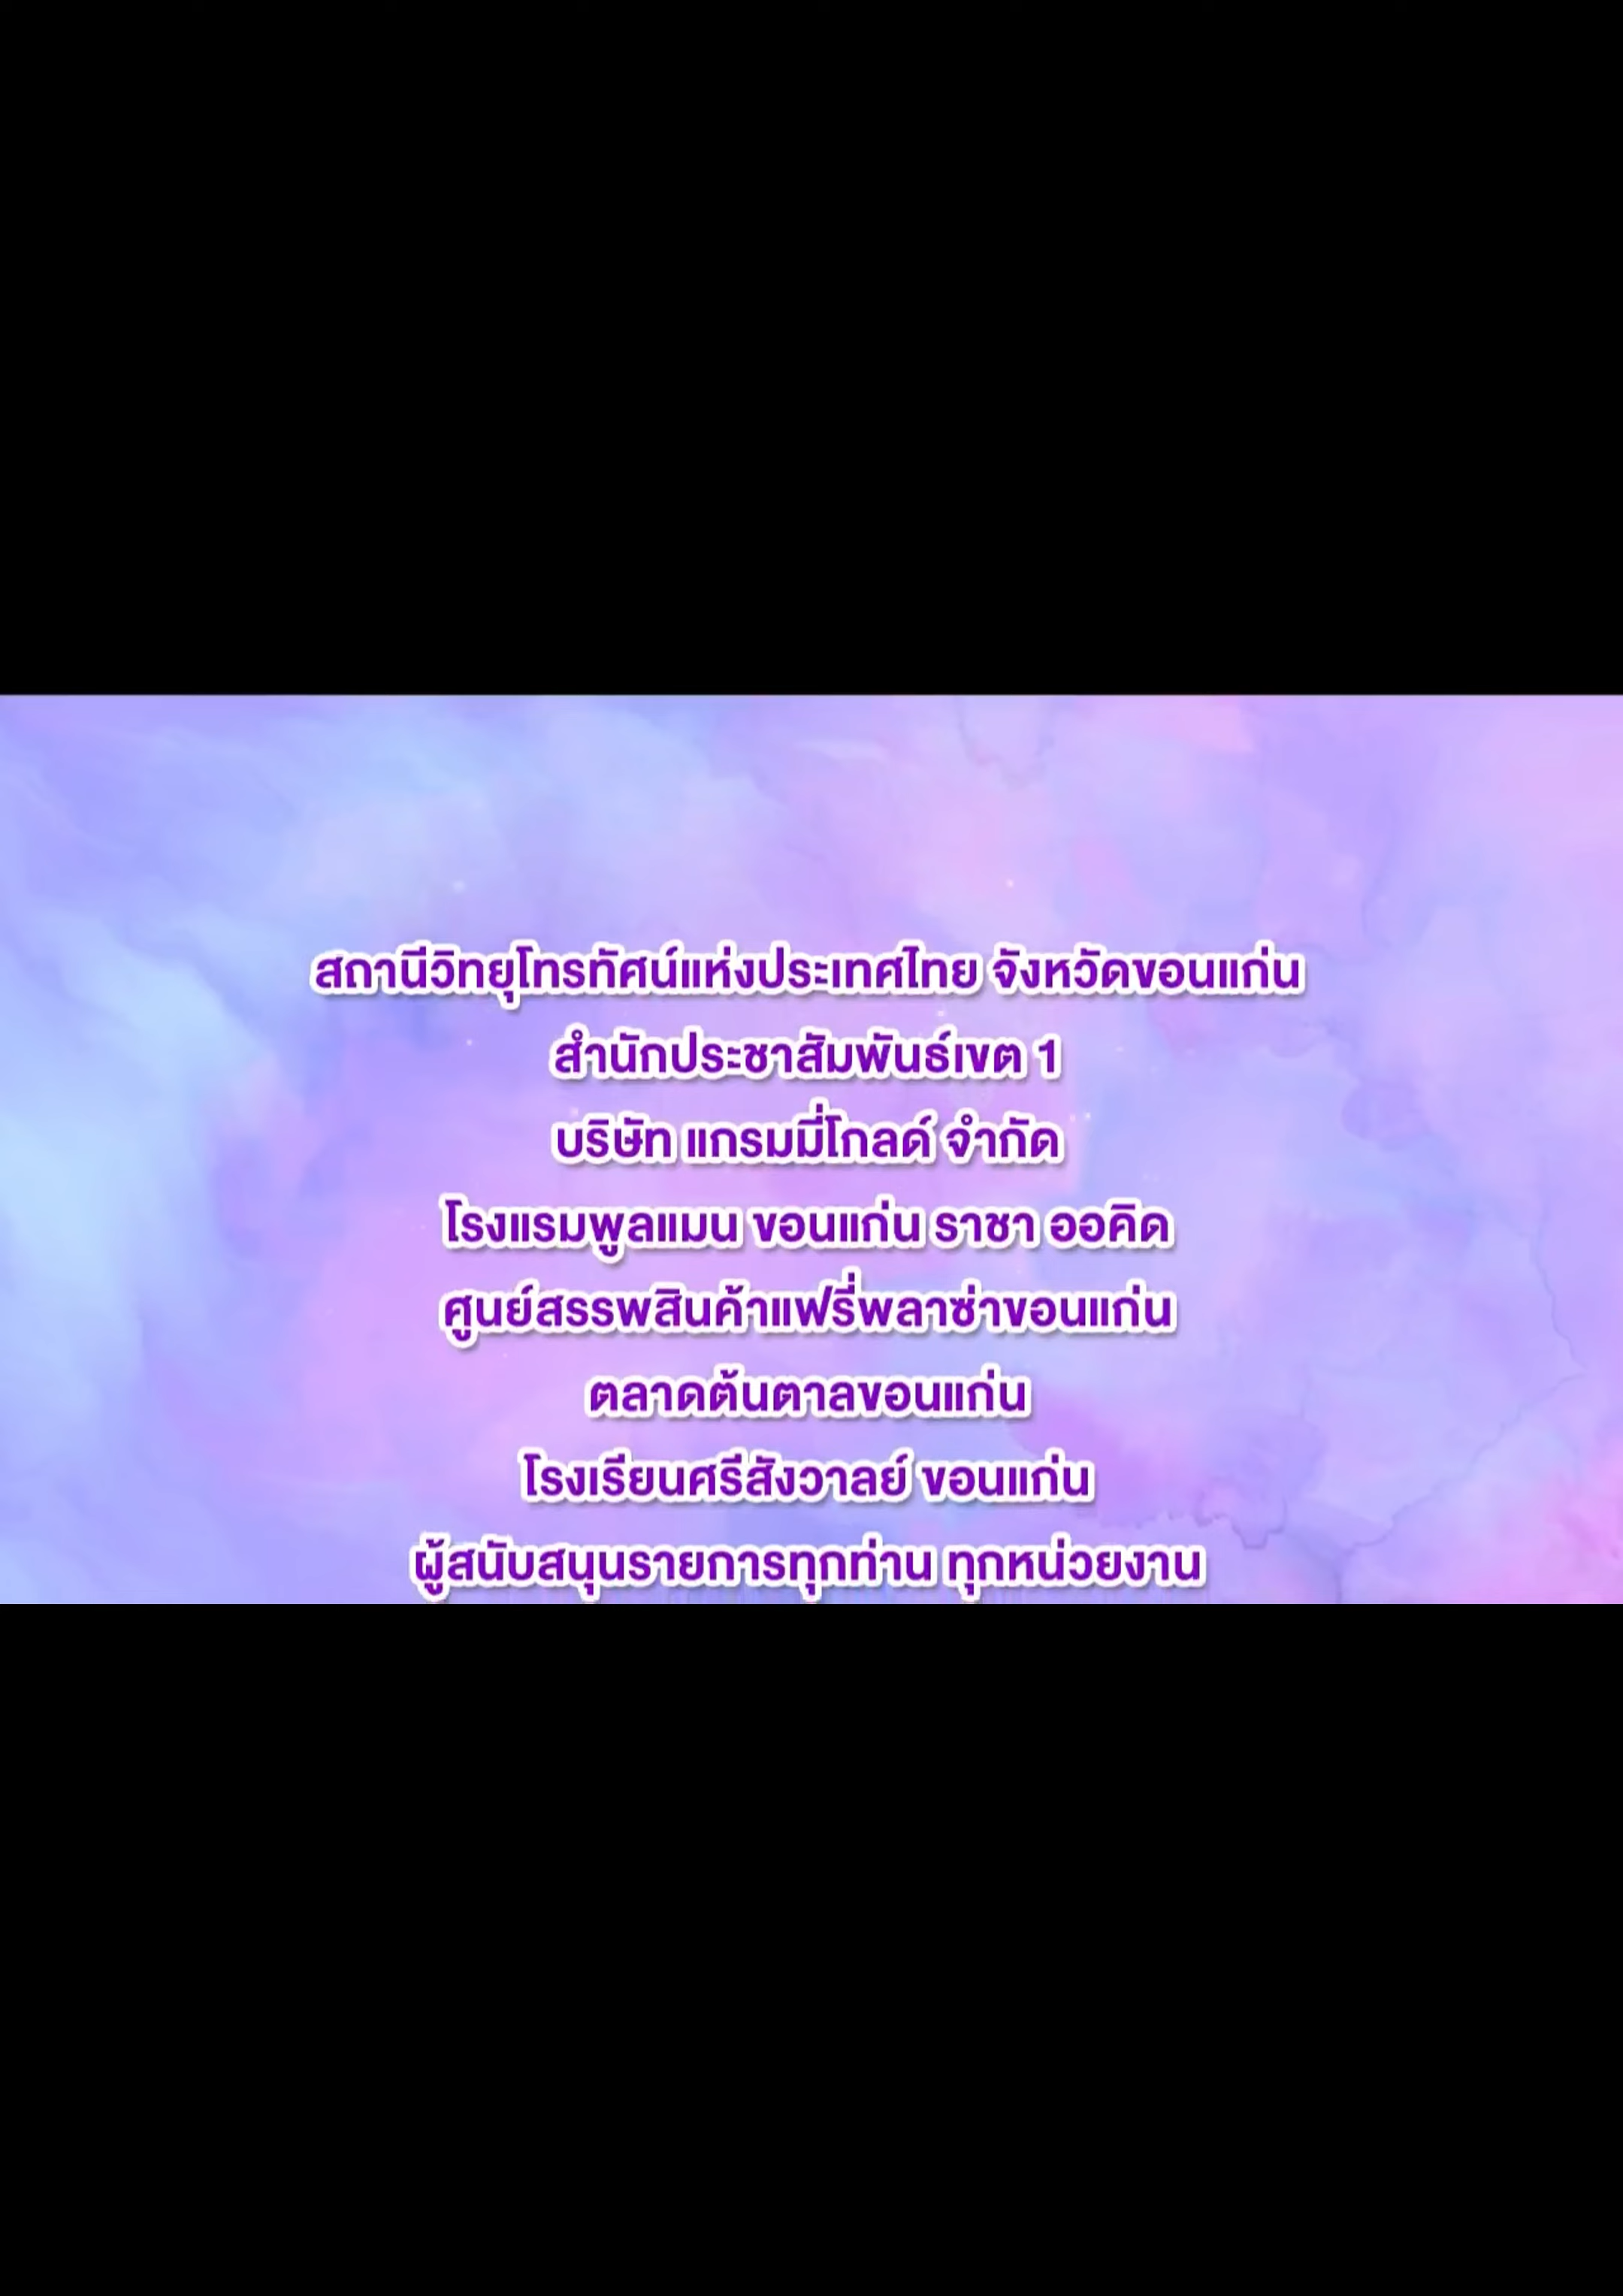 สถานีวิทยุโทรทัศน์แห่งประเทศไทย จังหวัดขอนแก่น
สำนักประชาสัมพันธ์เขต 1
บริษัท แกรมมี่โกลด์ จำกัด
โรงแรมพูลแมน ขอนแก่น ราชา ออคิด
ศูนย์สรรพสินค้าแฟรี่พลาซ่าขอนแก่น
ตลาดต้นตาลขอนแก่น
โรงเรียนศรีสังวาลย์ ขอนแก่น
ผู้สนับสนุนรายการทุกท่าน ทุกหน่วยงาน